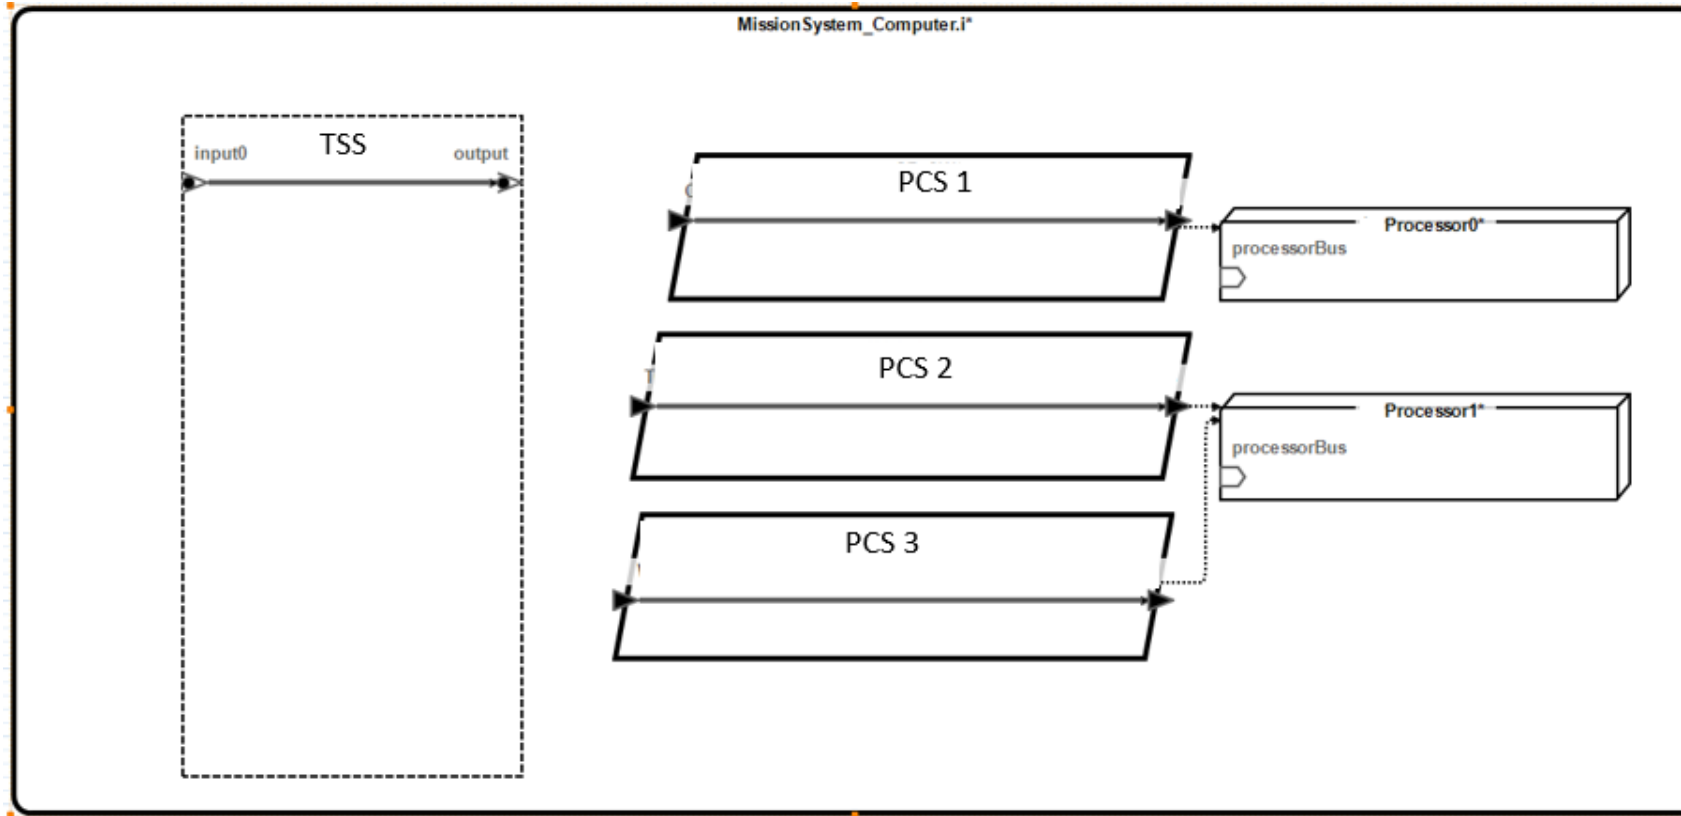 MissionSystem_Computer.i*
TSS
input0
output
PCS 1
Processor0*
processorBus
PCS 2
Processor1*
processorBus
PCS 3